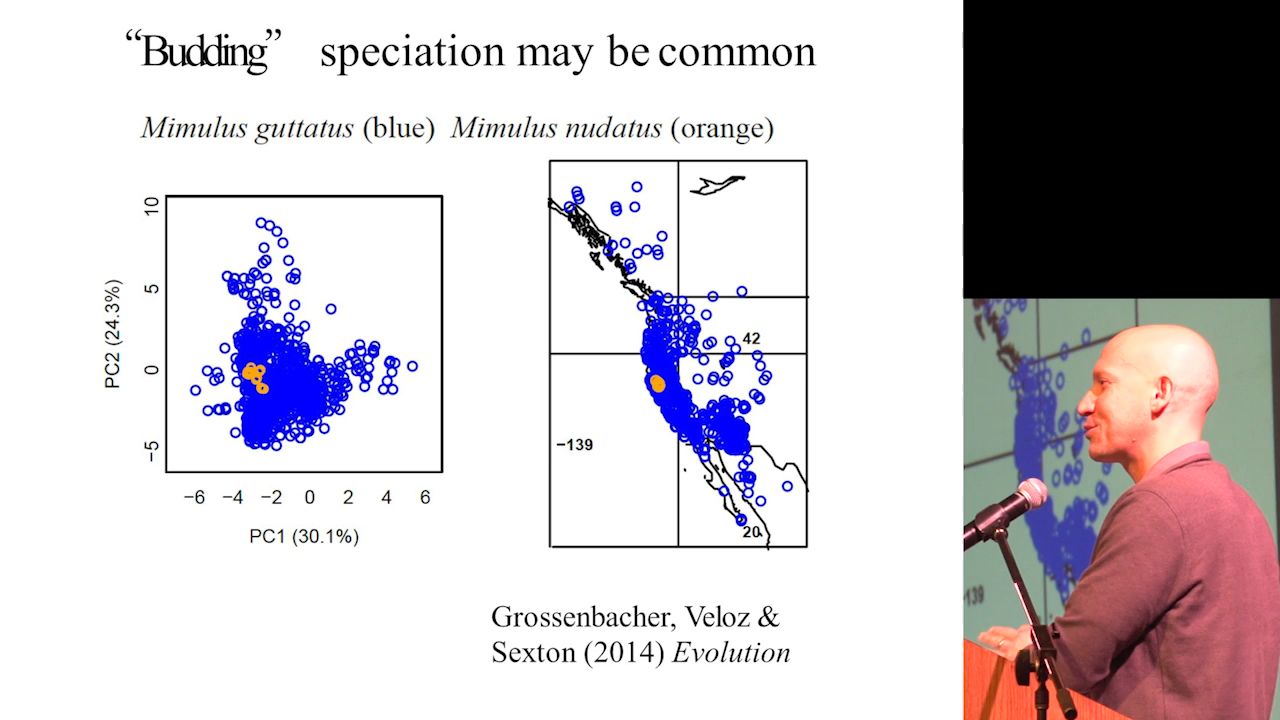 “Budding” speciation may be common
Mimulus guttatus (blue) Mimulus nudatus (orange)
10
5
0
−5
PC2 (24.3%)
−6 −4 −2 0 2 4 6
PC1 (30.1%)
42
−139
20
Grossenbacher, Veloz &
Sexton (2014) Evolution
139